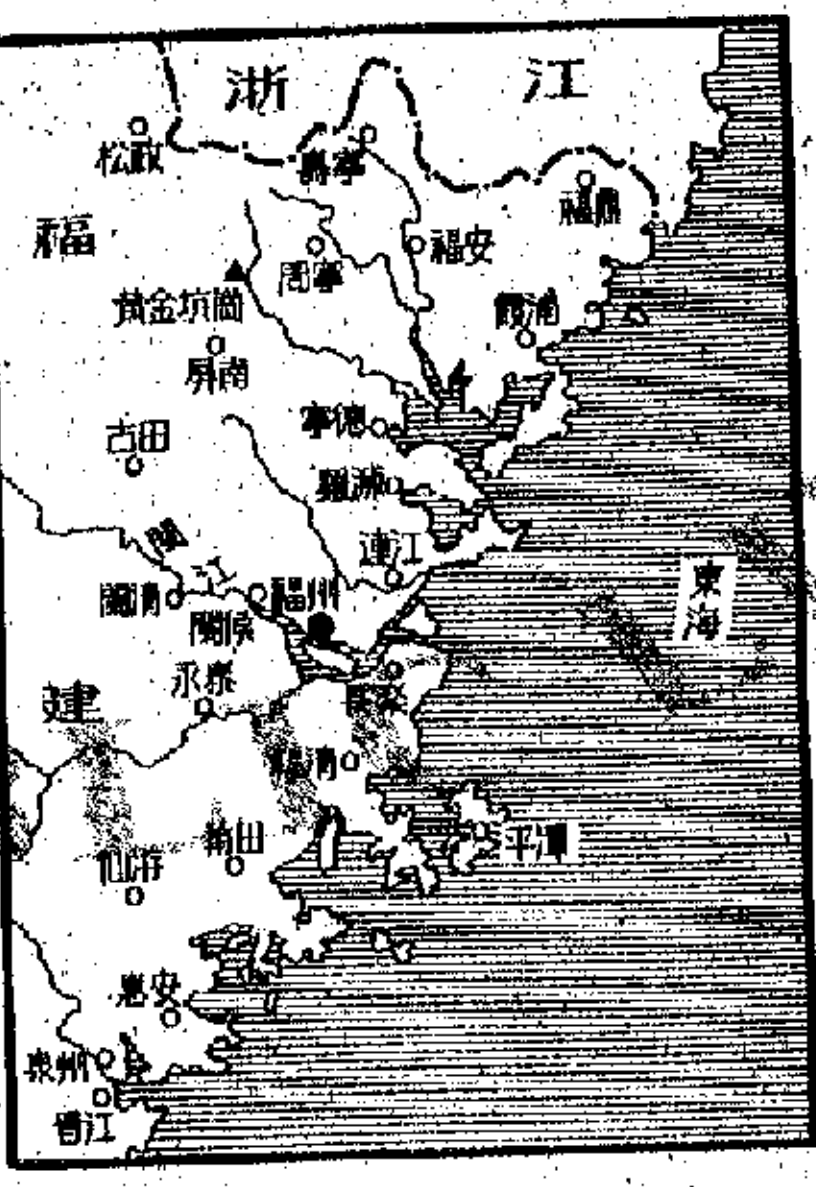 浙江
松政
壽寧
福鼎
福建
周寧
福安
黃金坑崗
霞浦
屏南
寧德
古田
羅源
閩江
連江
東海
閩清
福州
閩侯
永泰
長樂
福清
莆田
平潭
仙游
惠安
泉州
晋江